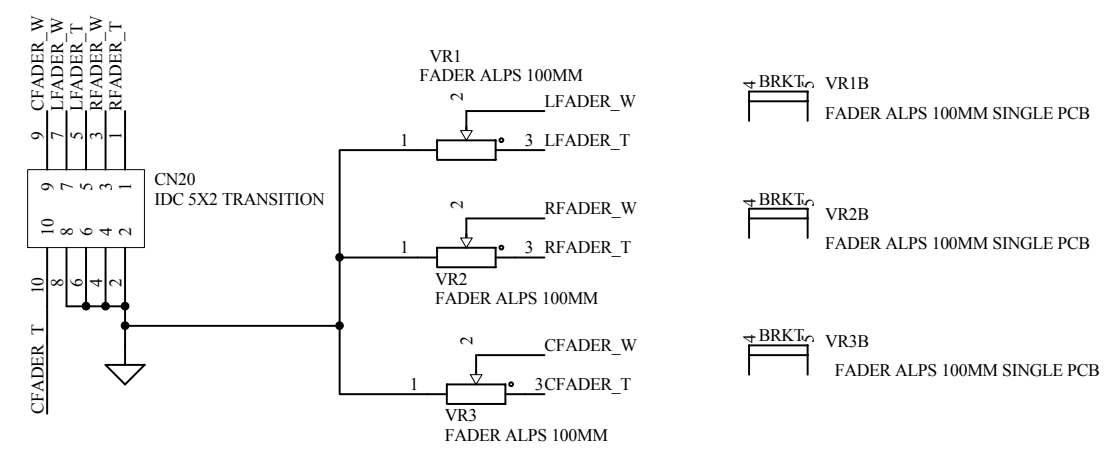 CFADER_W
LFADER_W
LFADER_T
RFADER_W
RFADER_T
9
7
5
3
1
9
7
5
3
1
CN20
IDC 5X2 TRANSITION
10
8
6
4
2
10
8
6
4
2
CFADER_T
VR1
FADER ALPS 100MM
2
LFADER_W
1
3 LFADER_T
2
RFADER_W
1
3 RFADER_T
VR2
FADER ALPS 100MM
2
CFADER_W
1
3CFADER_T
VR3
FADER ALPS 100MM
4 BRKT 5 VR1B
FADER ALPS 100MM SINGLE PCB
4 BRKT 5 VR2B
FADER ALPS 100MM SINGLE PCB
4 BRKT 5 VR3B
FADER ALPS 100MM SINGLE PCB